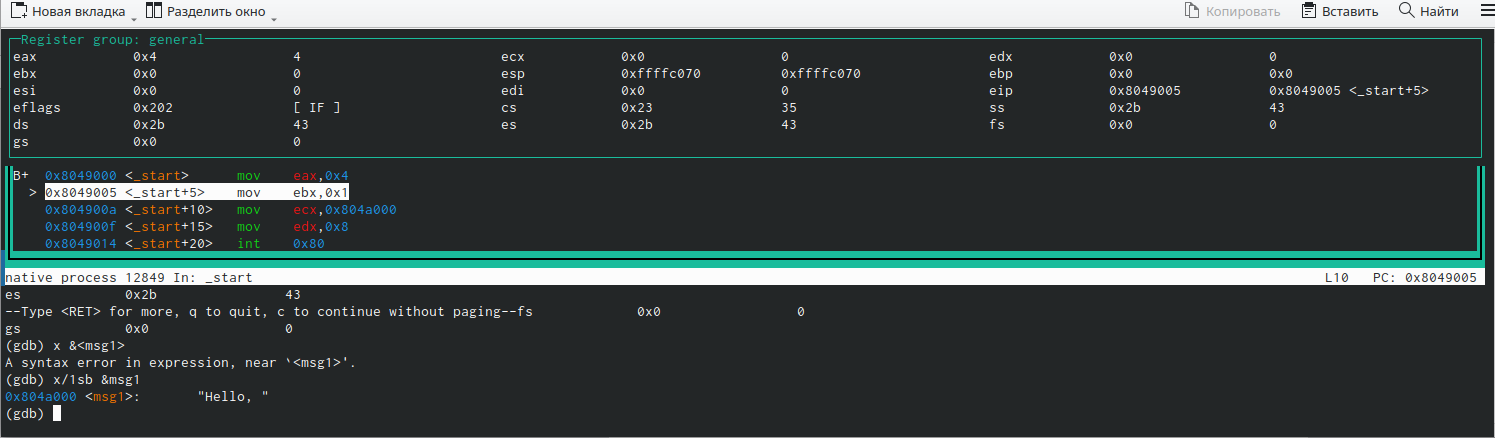 Новая вкладка Разделить окно Копировать Вставить Найти
Register group: general
eax 0x4 4 ecx 0x0 0 edx 0x0 0
ebx 0x0 0 esp 0xffffc070 0xffffc070 ebp 0x0 0x0
esi 0x0 0 edi 0x0 0 eip 0x8049005 0x8049005 <_start+5>
eflags 0x202 [ IF ] cs 0x23 35 ss 0x2b 43
ds 0x2b 43 es 0x2b 43 fs 0x0 0
gs 0x0 0
B+ 0x8049000 <_start> mov eax,0x4
> 0x8049005 <_start+5> mov ebx,0x1
0x804900a <_start+10> mov ecx,0x804a000
0x804900f <_start+15> mov edx,0x8
0x8049014 <_start+20> int 0x80
native process 12849 In: _start L10 PC: 0x8049005
es 0x2b 43
--Type <RET> for more, q to quit, c to continue without paging--fs 0x0 0
gs 0x0 0
(gdb) x &<msg1>
A syntax error in expression, near `<msg1>'.
(gdb) x/1sb &msg1
0x804a000 <msg1>: "Hello, "
(gdb)